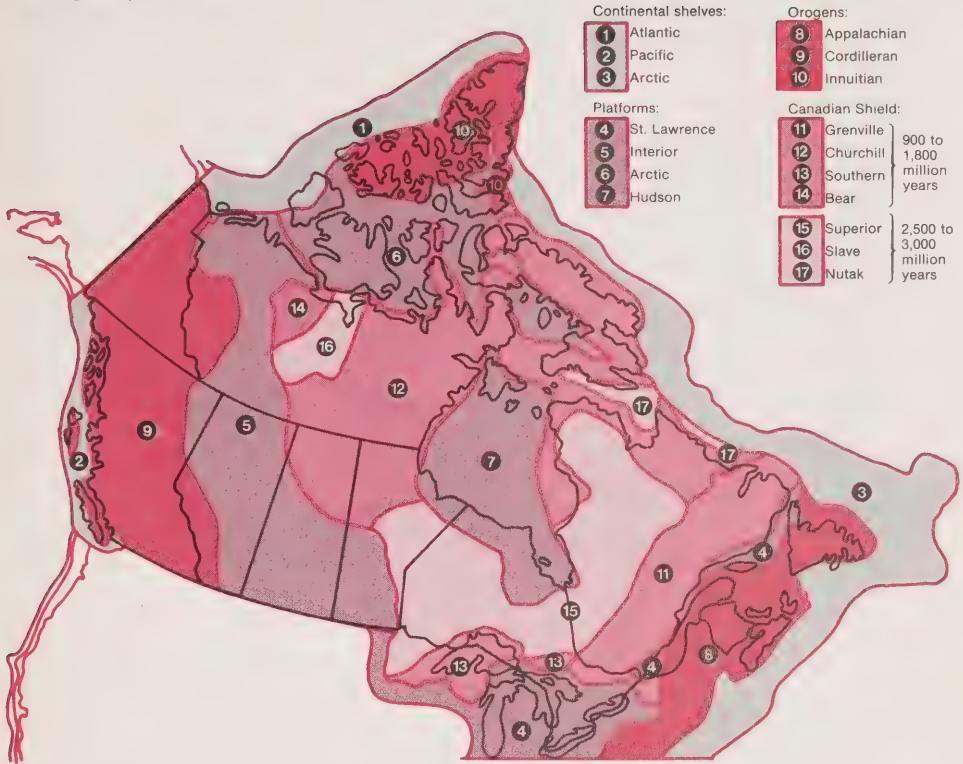 Continental shelves:
1 Atlantic
2 Pacific
3 Arctic
Platforms:
4 St. Lawrence
5 Interior
6 Arctic
7 Hudson
Orogens:
8 Appalachian
9 Cordilleran
10 Innuitian
Canadian Shield:
11 Grenville
12 Churchill
13 Southern
14 Bear
900 to
1,800
million
years
15 Superior
16 Slave
17 Nutak
2,500 to
3,000
million
years
1
10
10
6
14
16
12
17
9
5
2
7
17
3
4
11
15
13
13
4
8
4